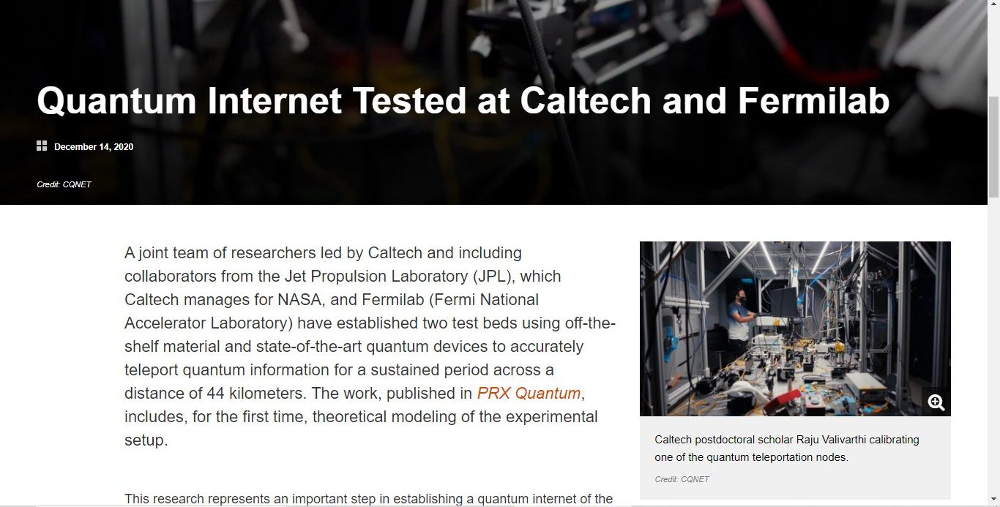 Quantum Internet Tested at Caltech and Fermilab
December 14, 2020
Credit: CQNET
A joint team of researchers led by Caltech and including
collaborators from the Jet Propulsion Laboratory (JPL), which
Caltech manages for NASA, and Fermilab (Fermi National
Accelerator Laboratory) have established two test beds using off-the-
shelf material and state-of-the-art quantum devices to accurately
teleport quantum information for a sustained period across a
distance of 44 kilometers. The work, published in PRX Quantum,
includes, for the first time, theoretical modeling of the experimental
setup.
This research represents an important step in establishing a quantum internet of the
Caltech postdoctoral scholar Raju Valivarthi calibrating
one of the quantum teleportation nodes.
Credit: CQNET